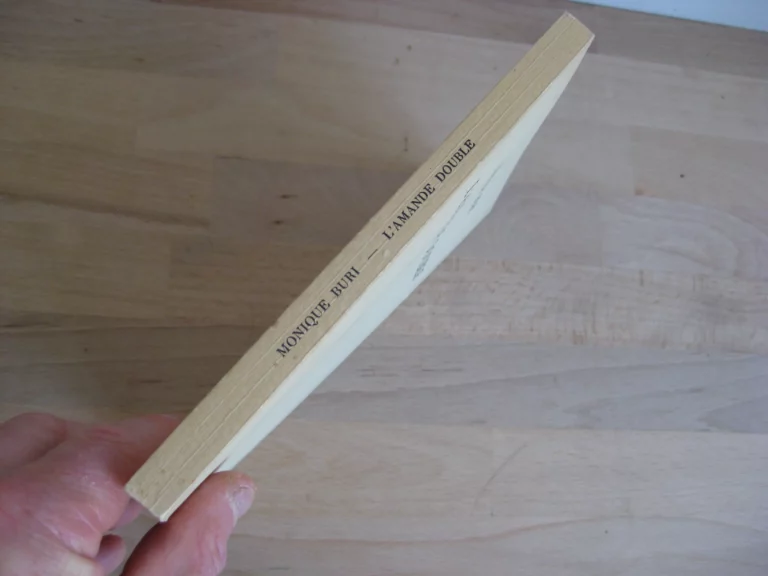 MONIQUE BURI — L'AMANDE DOUBLE